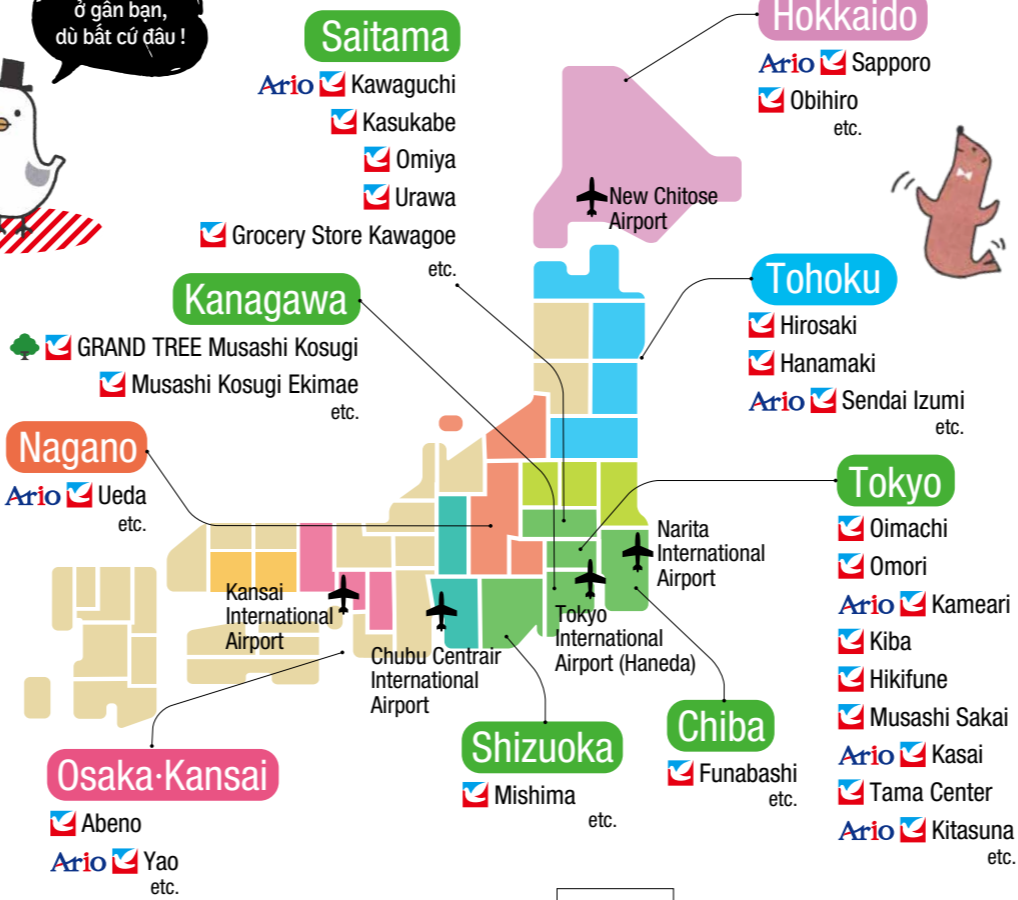 ở gần bạn,
dù bất cứ đâu !
Saitama
Ario Kawaguchi
Kasukabe
Omiya
Urawa
Grocery Store Kawagoe
etc.
Hokkaido
Ario Sapporo
Obihiro
etc.
New Chitose
Airport
Kanagawa
GRAND TREE Musashi Kosugi
Musashi Kosugi Ekimae
etc.
Tohoku
Hirosaki
Hanamaki
Ario Sendai Izumi
etc.
Nagano
Ario Ueda
etc.
Tokyo
Oimachi
Omori
Ario Kameari
Kiba
Hikifune
Musashi Sakai
Ario Kasai
Tama Center
Ario Kitasuna
etc.
Narita
International
Airport
Kansai
International
Airport
Tokyo
International
Airport (Haneda)
Chubu Centrair
International
Airport
Osaka·Kansai
Abeno
Ario Yao
etc.
Shizuoka
Mishima
etc.
Chiba
Funabashi
etc.